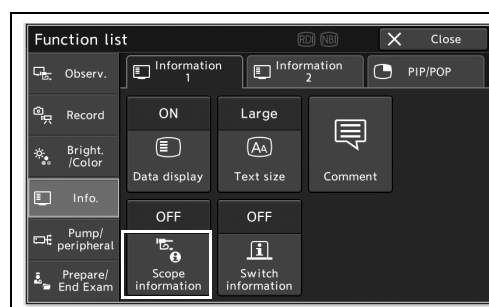 Function list
RDI NBI
Close
Observ.
Record
Bright.
/Color
Info.
Pump/
peripheral
Prepare/
End Exam
Information
1
Information
2
PIP/POP
ON
Data display
Large
AA
Text size
Comment
OFF
Scope
information
OFF
Switch
information